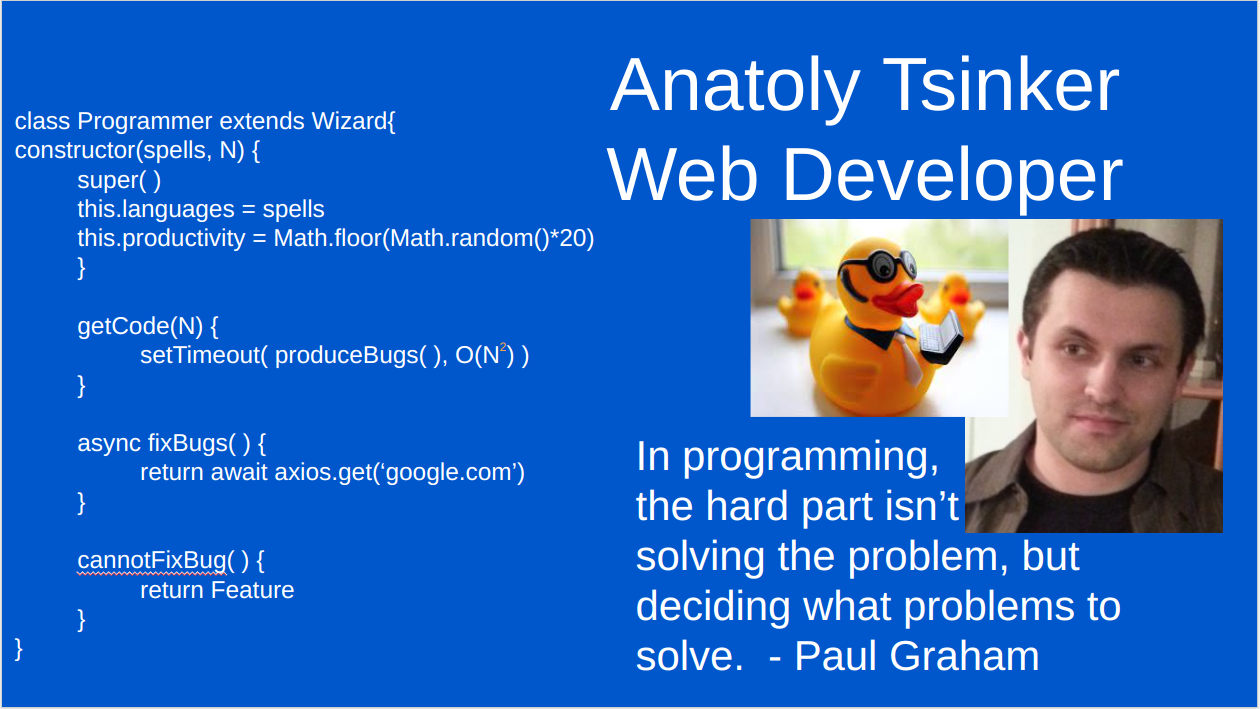 class Programmer extends Wizard{
constructor(spells, N) {
super( )
this.languages = spells
this.productivity = Math.floor(Math.random()*20)
}
getCode(N) {
setTimeout( produceBugs( ), O(N²) )
}
async fixBugs( ) {
return await axios.get(‘google.com’)
}
cannotFixBug( ) {
return Feature
}
}
Anatoly Tsinker
Web Developer
In programming,
the hard part isn’t
solving the problem, but
deciding what problems to
solve.  - Paul Graham